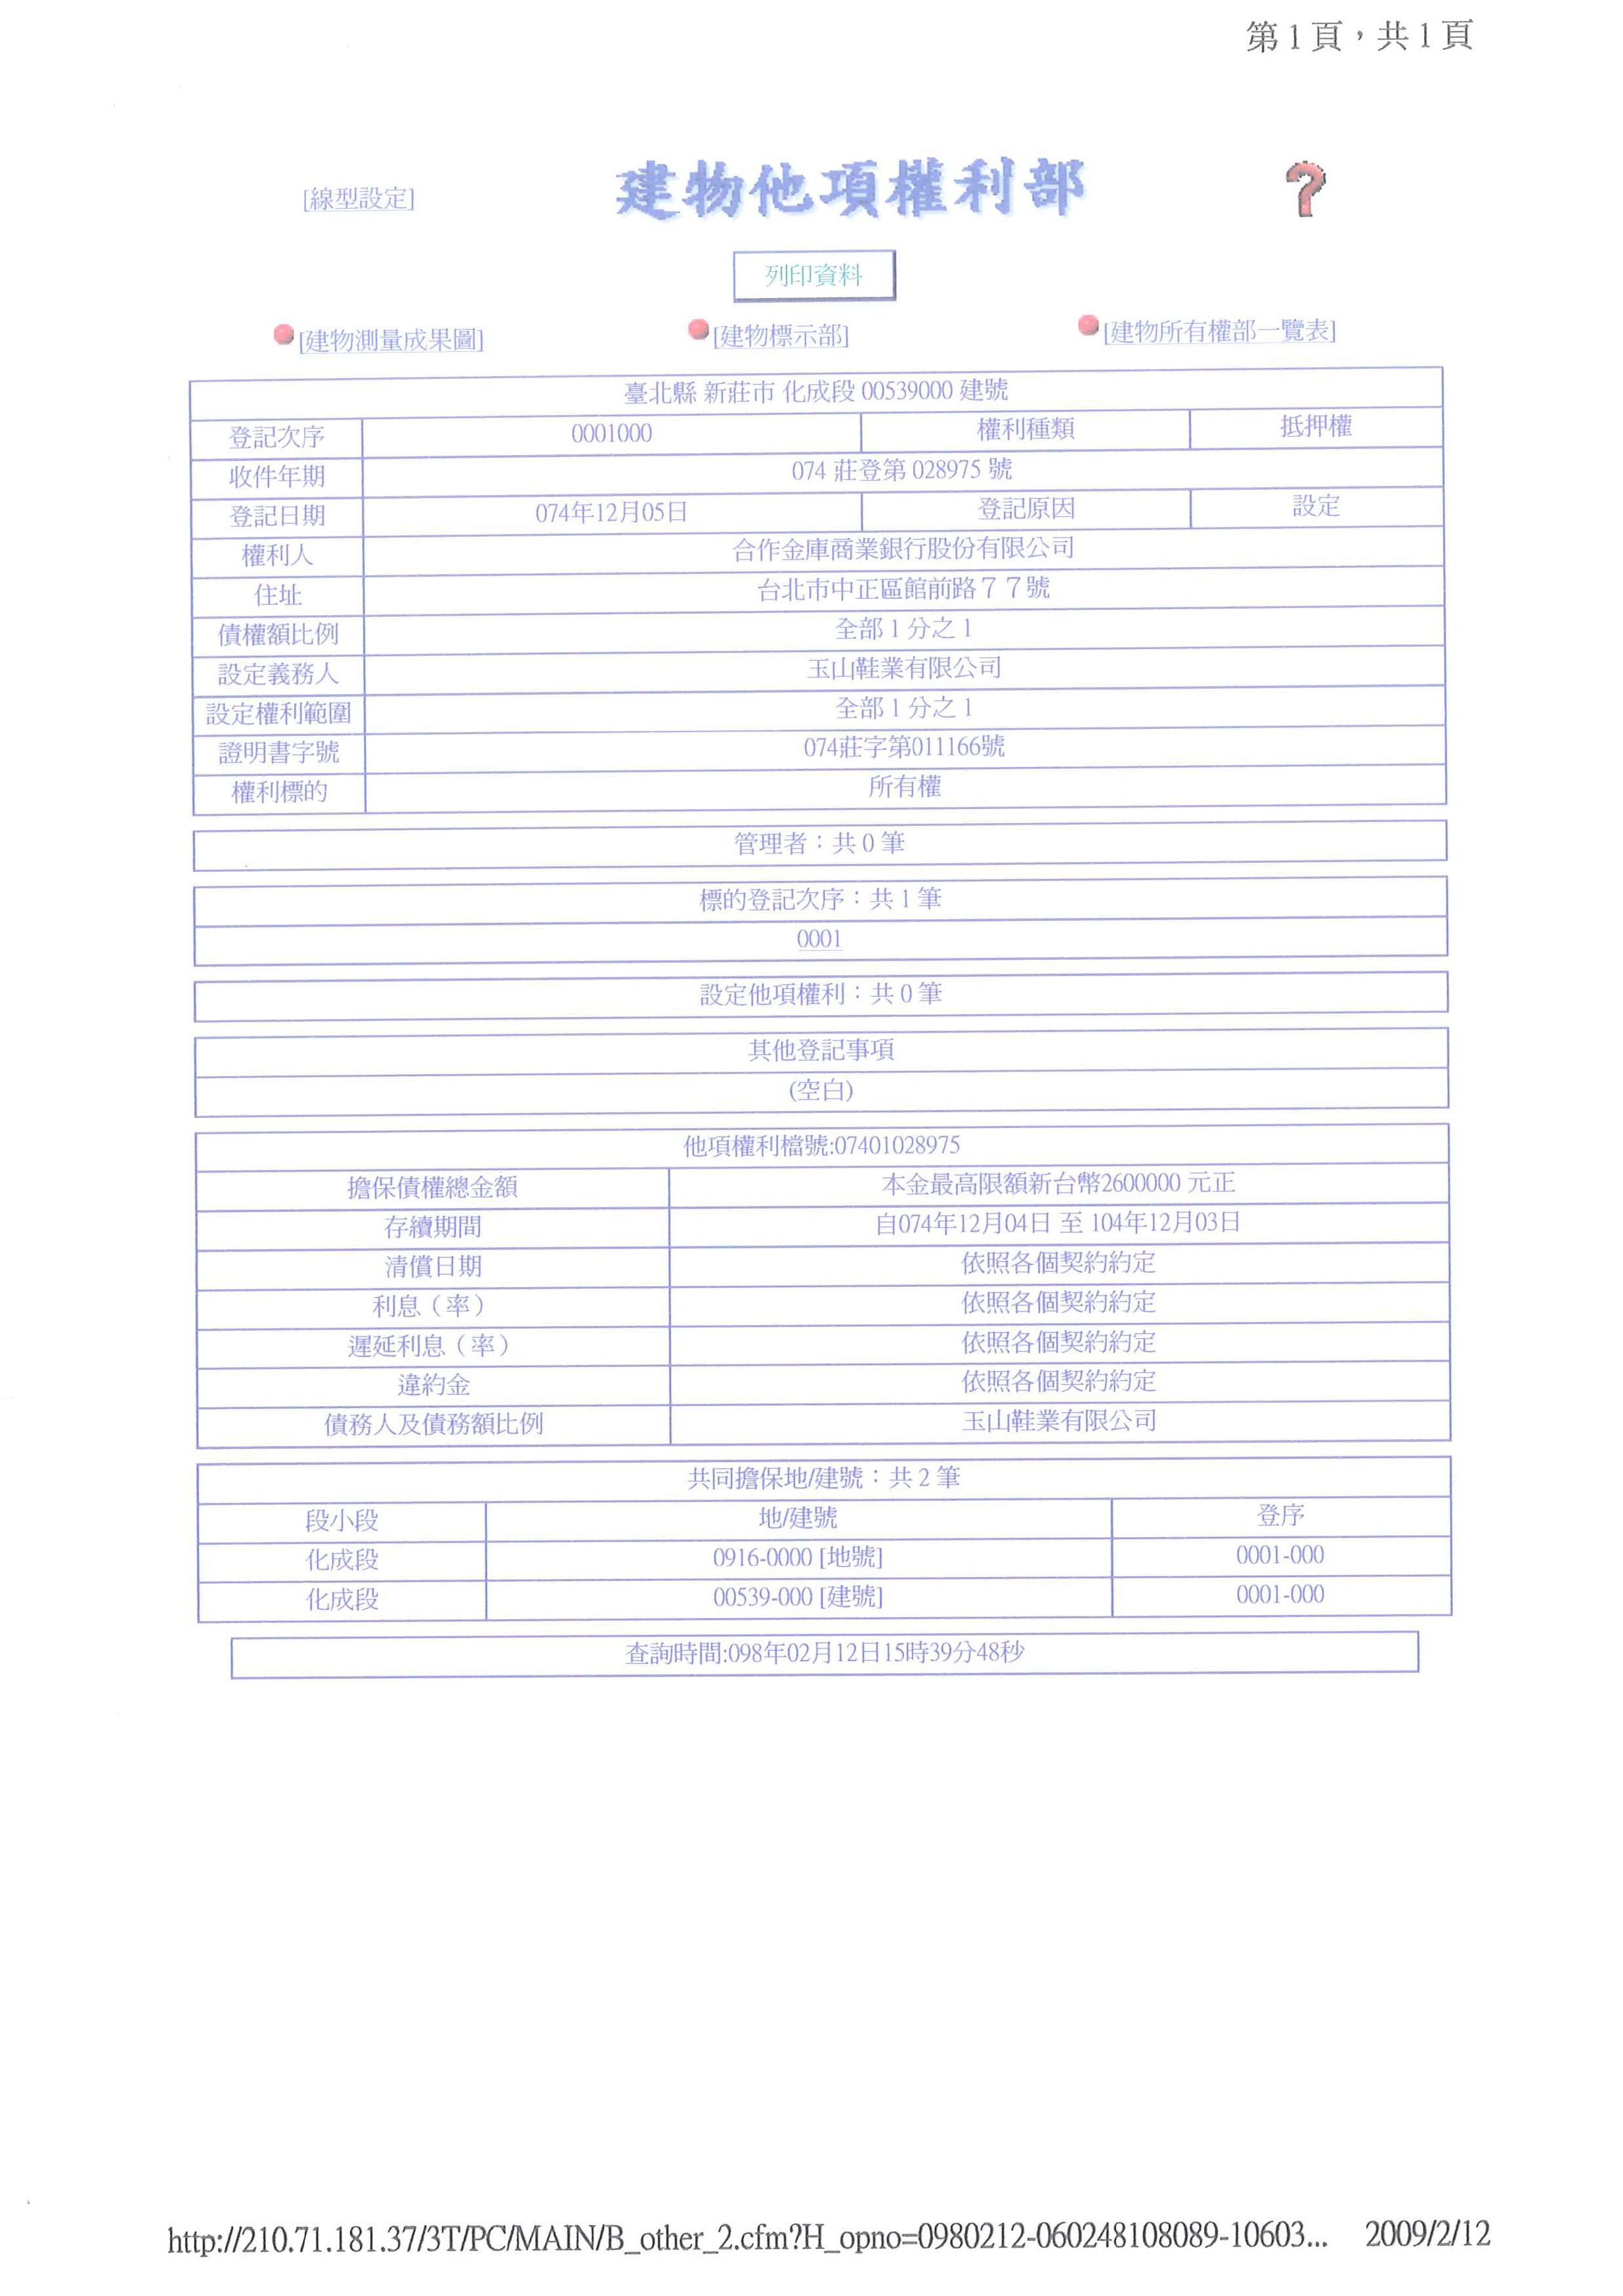 第1頁，共1頁
[線型設定]
建物他項權利部
列印資料
[建物測量成果圖] [建物標示部] [建物所有權部一覽表]
臺北縣 新莊市 化成段 00539000 建號
登記次序 0001000 權利種類 抵押權
收件年期 074 莊登第 028975 號
登記日期 074年12月05日 登記原因 設定
權利人 合作金庫商業銀行股份有限公司
住址 台北市中正區館前路７７號
債權額比例 全部 1 分之 1
設定義務人 玉山鞋業有限公司
設定權利範圍 全部 1 分之 1
證明書字號 074莊字第011166號
權利標的 所有權
管理者：共 0 筆
標的登記次序：共 1 筆
0001
設定他項權利：共 0 筆
其他登記事項
(空白)
他項權利檔號:07401028975
擔保債權總金額 本金最高限額新台幣2600000 元正
存續期間 自074年12月04日 至 104年12月03日
清償日期 依照各個契約約定
利息（率） 依照各個契約約定
遲延利息（率） 依照各個契約約定
違約金 依照各個契約約定
債務人及債務額比例 玉山鞋業有限公司
共同擔保地/建號：共 2 筆
段小段 地/建號 登序
化成段 0916-0000 [地號] 0001-000
化成段 00539-000 [建號] 0001-000
查詢時間:098年02月12日15時39分48秒
http://210.71.181.37/3T/PC/MAIN/B_other_2.cfm?H_opno=0980212-060248108089-10603... 2009/2/12